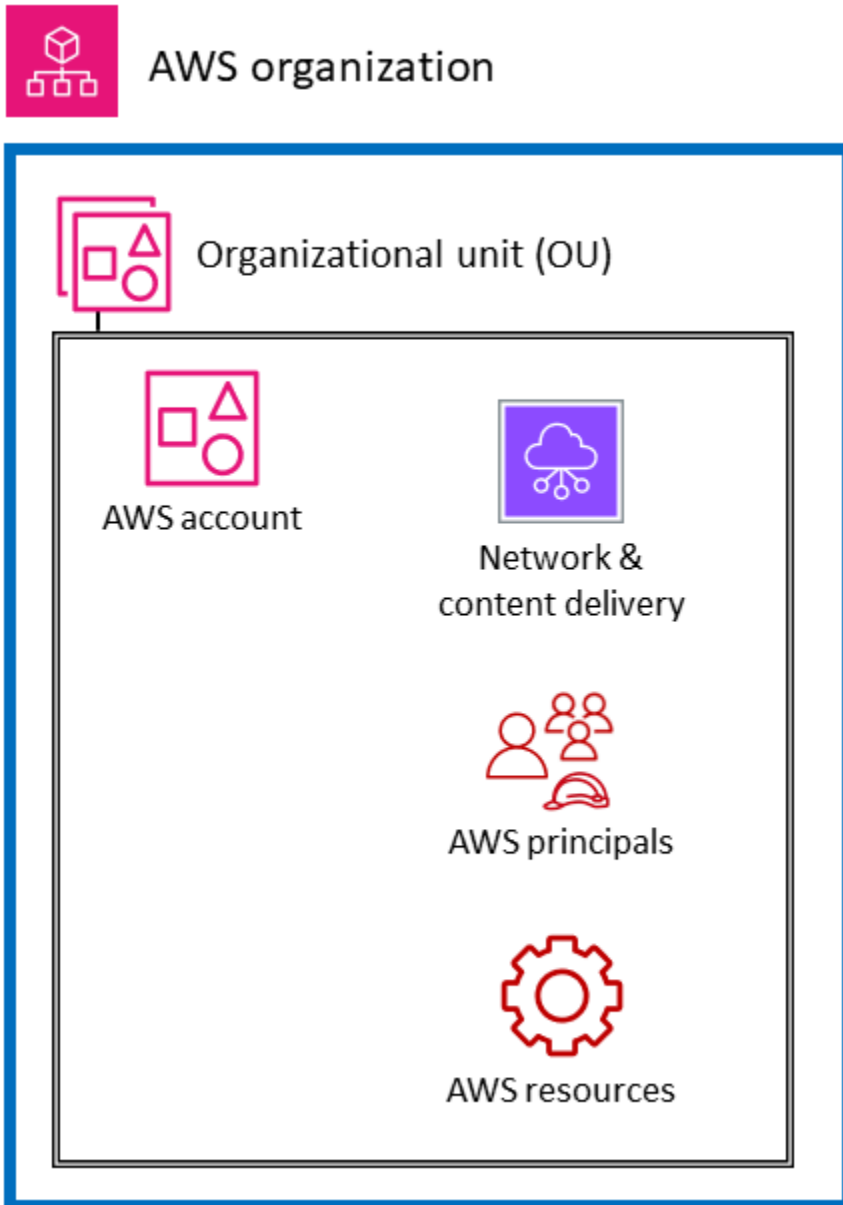 AWS organization
Organizational unit (OU)
AWS account
Network &
content delivery
AWS principals
AWS resources